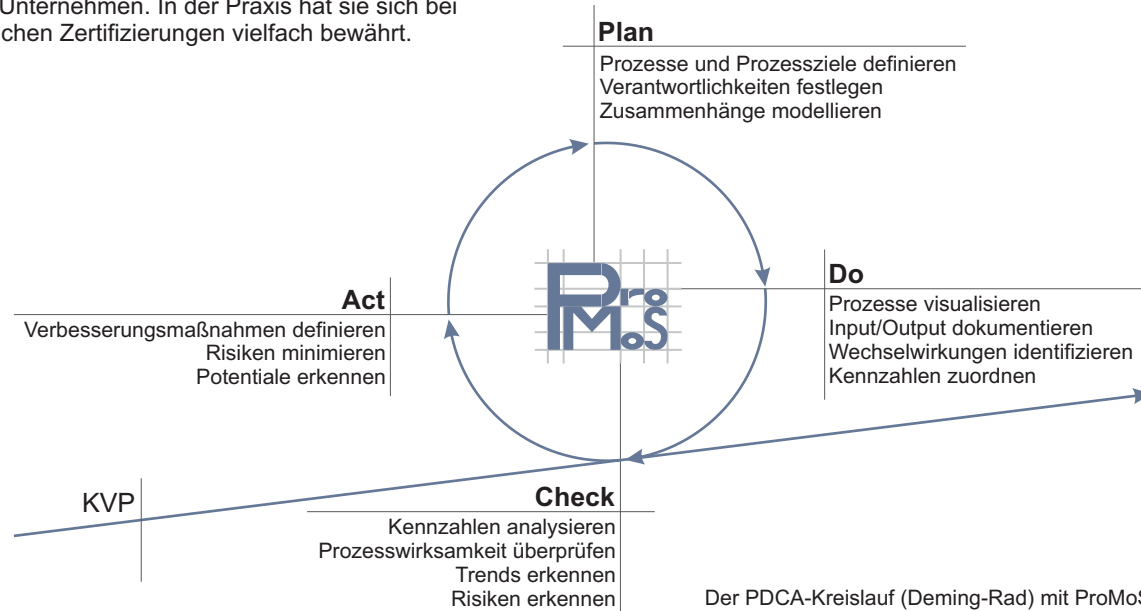 Unternehmen. In der Praxis hat sie sich bei
chen Zertifizierungen vielfach bewährt.
Plan
Prozesse und Prozessziele definieren
Verantwortlichkeiten festlegen
Zusammenhänge modellieren
Do
Prozesse visualisieren
Input/Output dokumentieren
Wechselwirkungen identifizieren
Kennzahlen zuordnen
ProMoS
Act
Verbesserungsmaßnahmen definieren
Risiken minimieren
Potentiale erkennen
KVP
Check
Kennzahlen analysieren
Prozesswirksamkeit überprüfen
Trends erkennen
Risiken erkennen
Der PDCA-Kreislauf (Deming-Rad) mit ProMoS